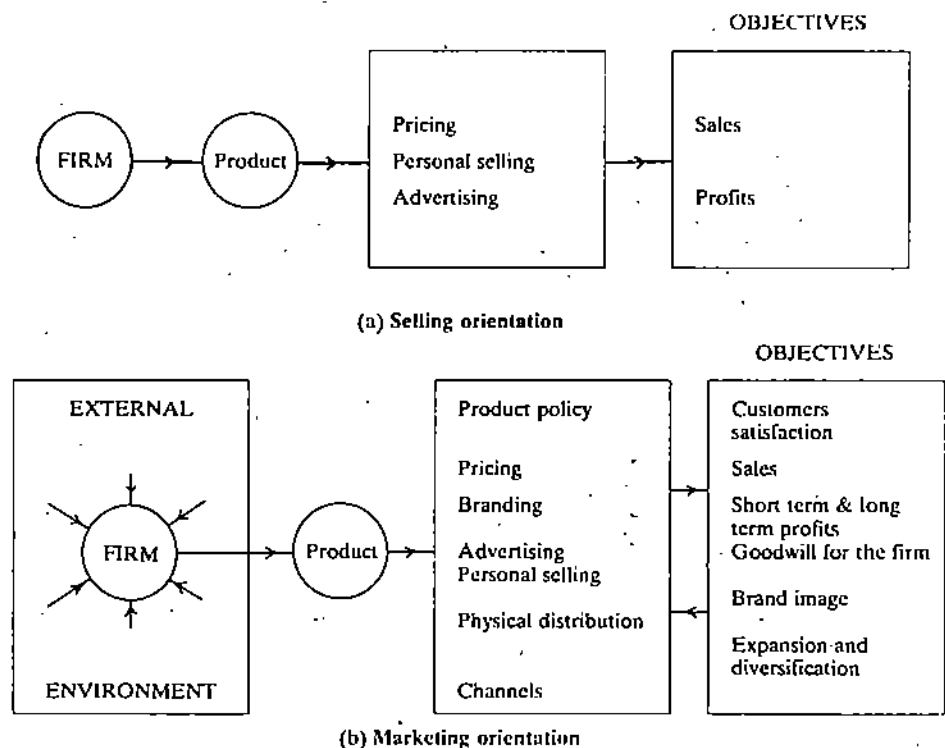 OBJECTIVES
FIRM
Product
Pricing
Personal selling
Advertising
Sales
Profits
(a) Selling orientation
OBJECTIVES
EXTERNAL
FIRM
ENVIRONMENT
Product
Product policy
Pricing
Branding
Advertising
Personal selling
Physical distribution
Channels
Customers
satisfaction
Sales
Short term & long
term profits
Goodwill for the firm
Brand image
Expansion and
diversification
(b) Marketing orientation